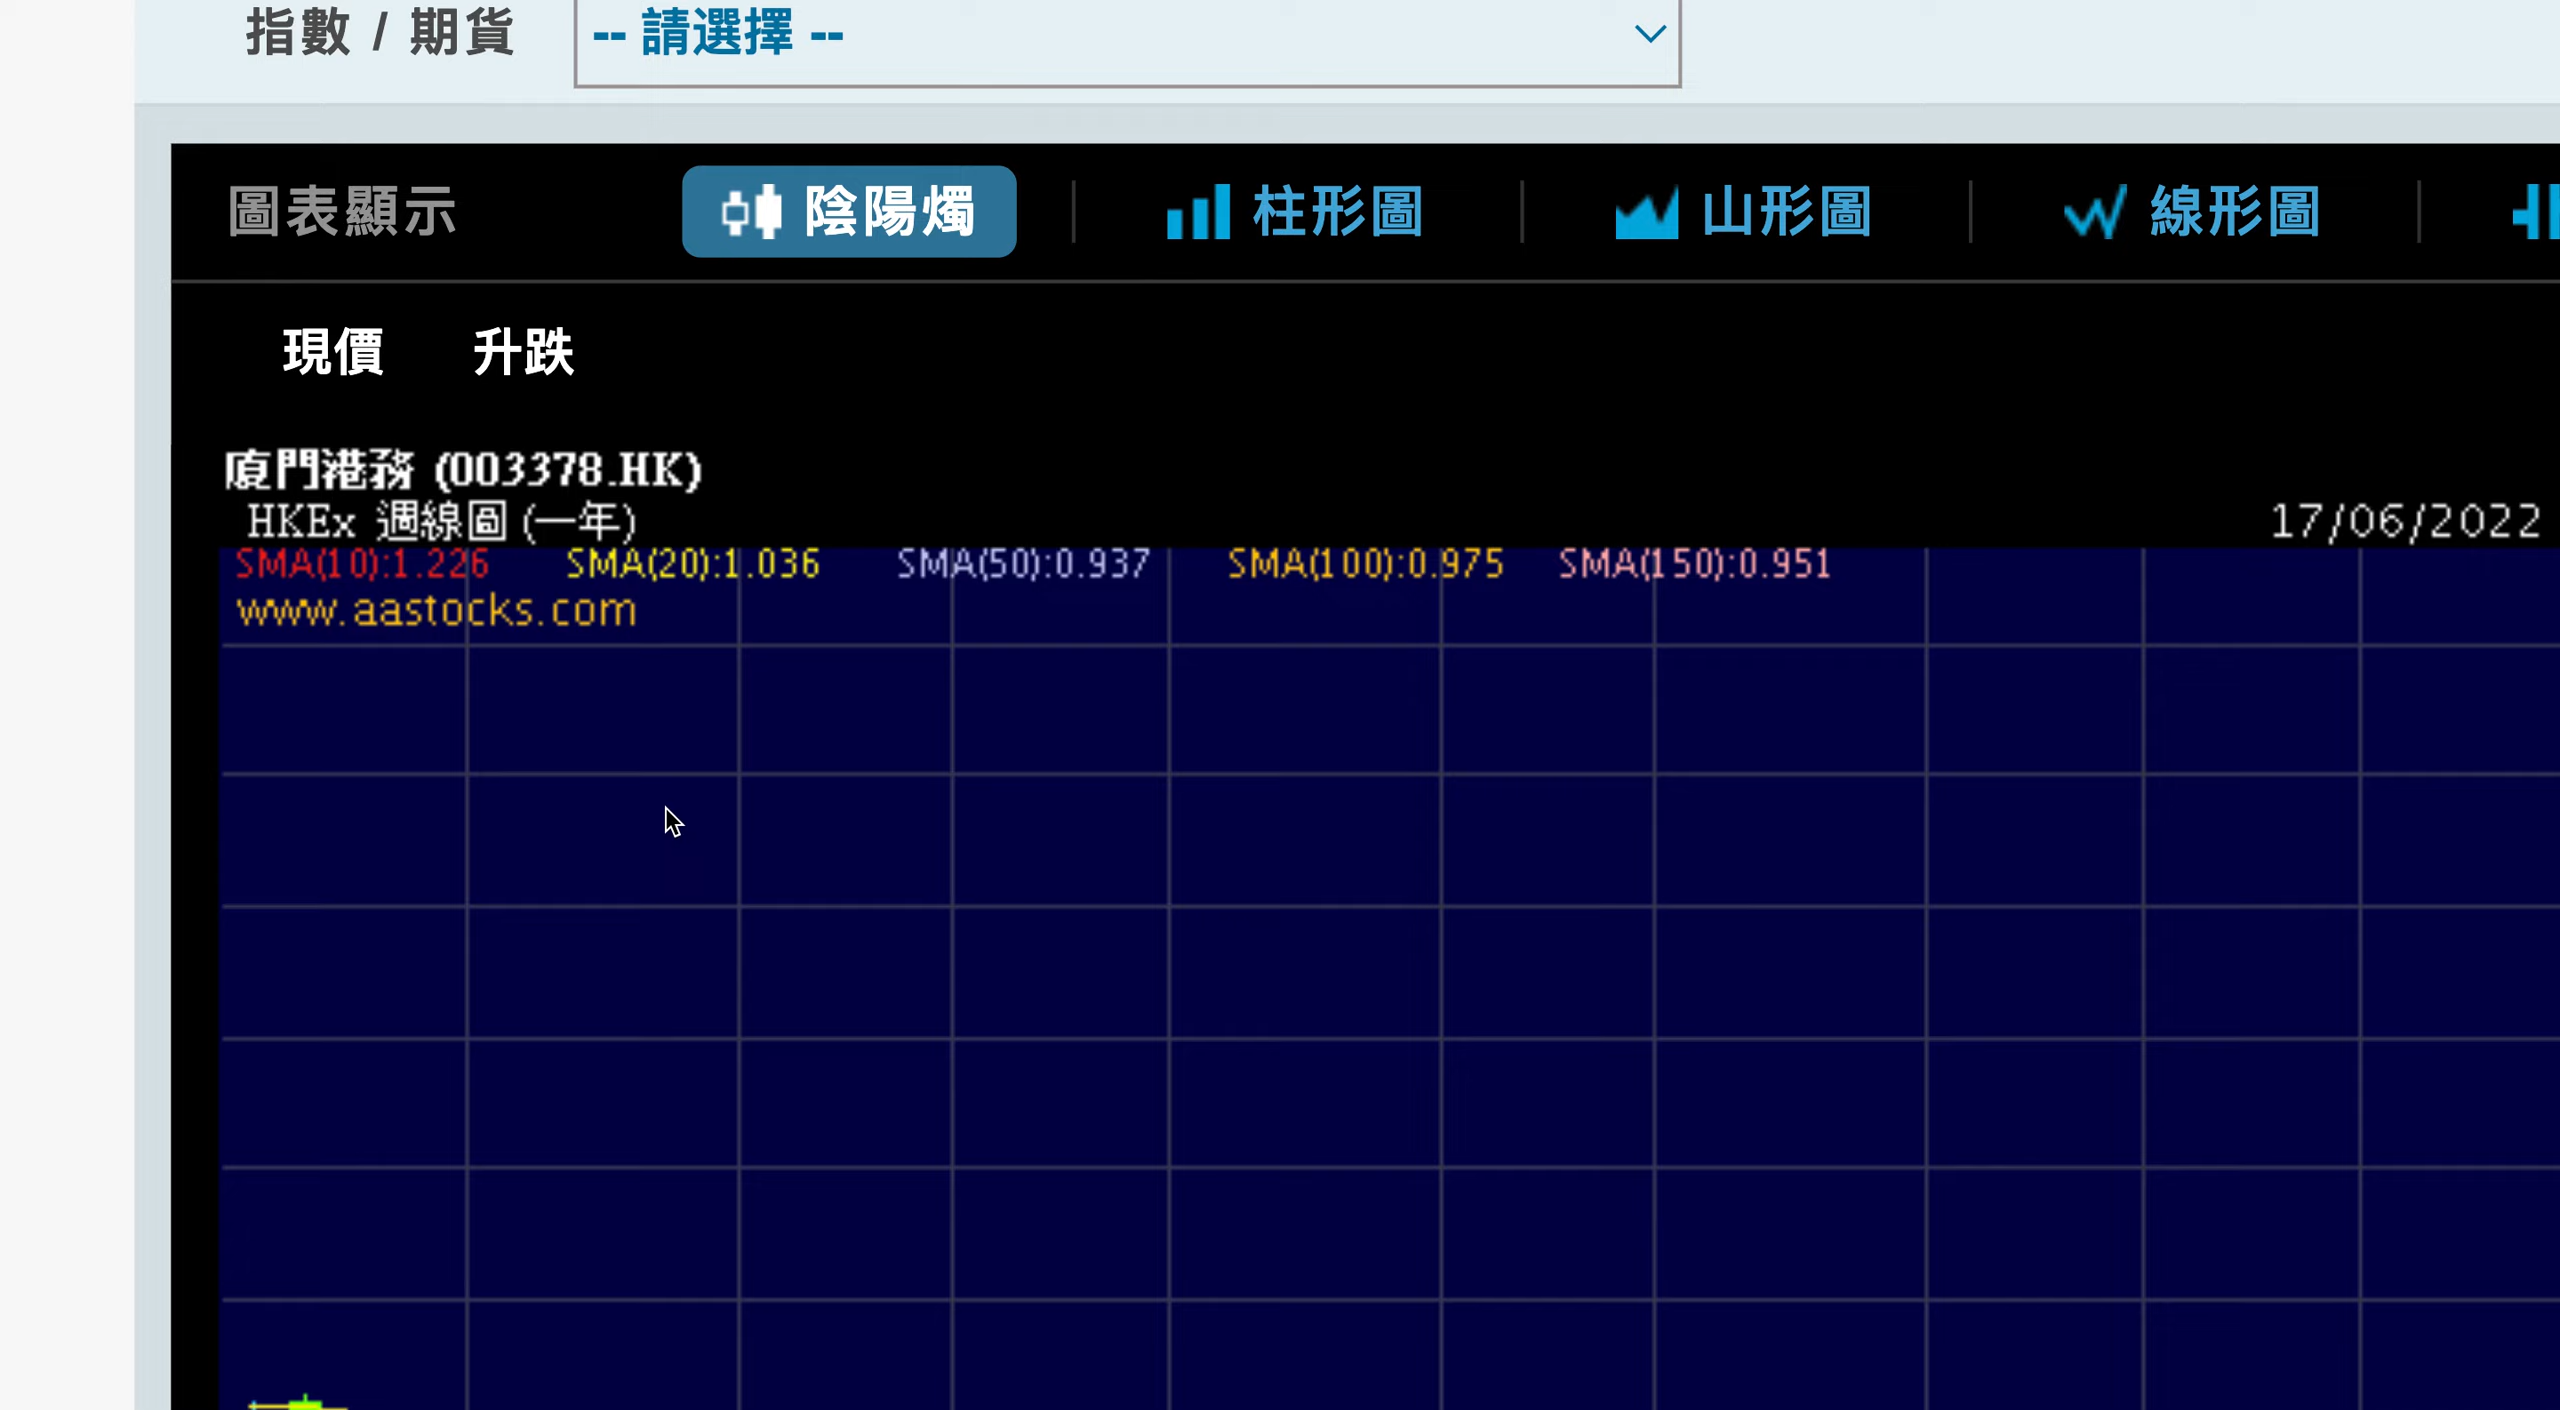 指數 / 期貨 -- 請選擇 --
圖表顯示 陰陽燭 柱形圖 山形圖 線形圖
現價 升跌
廈門港務 (003378.HK)
HKEx 週線圖 (一年) 17/06/2022
SMA(10):1.226 SMA(20):1.036 SMA(50):0.937 SMA(100):0.975 SMA(150):0.951
www.aastocks.com